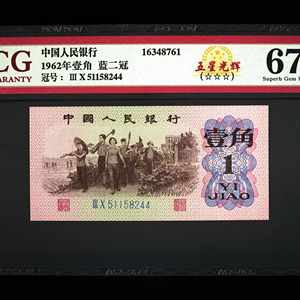 CG
ARANTY
中国人民银行
1962年壹角 蓝二冠
冠号： III X 51158244
16348761
五星光辉
(☆☆☆)
67
Superb Gem
中國人民銀行
壹角
1
YI
JIAO
III X 51158244